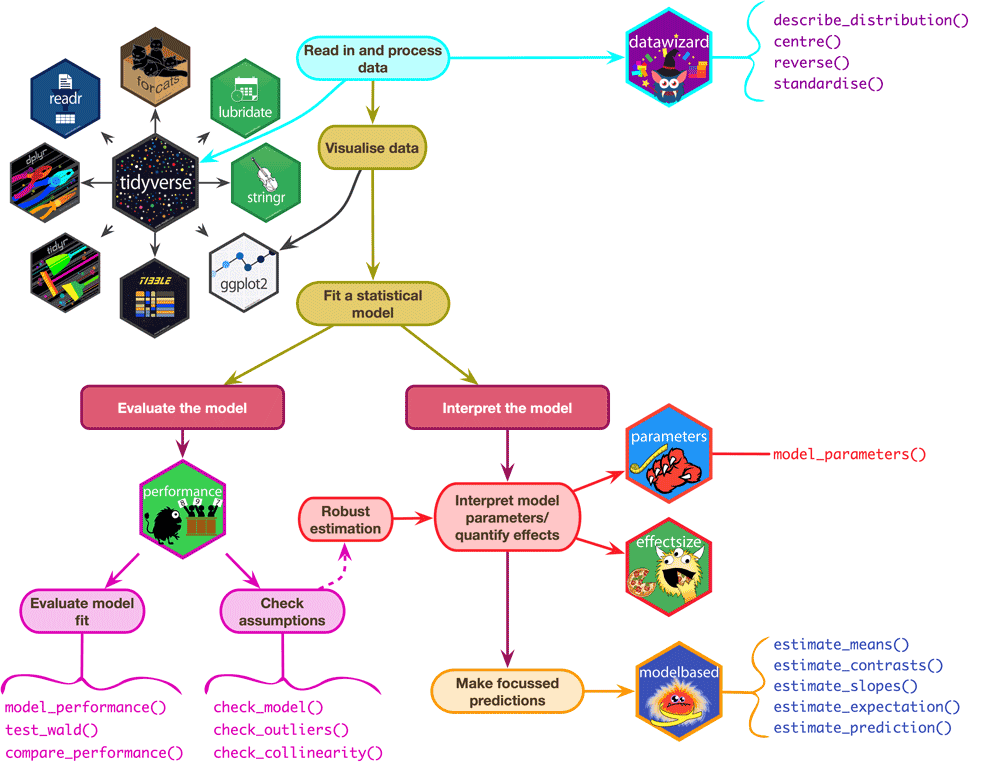 Read in and process
data
datawizard
describe_distribution()
centre()
reverse()
standardise()
forcats
readr
lubridate
Visualise data
dplyr
tidyverse
stringr
tidyr
TIBBLE
ggplot2
Fit a statistical
model
Evaluate the model
Interpret the model
parameters
model_parameters()
performance
8 9 7
Robust
estimation
Interpret model
parameters/
quantify effects
effectsize
Evaluate model
fit
Check
assumptions
model_performance()
test_wald()
compare_performance()
check_model()
check_outliers()
check_collinearity()
Make focussed
predictions
modelbased
estimate_means()
estimate_contrasts()
estimate_slopes()
estimate_expectation()
estimate_prediction()